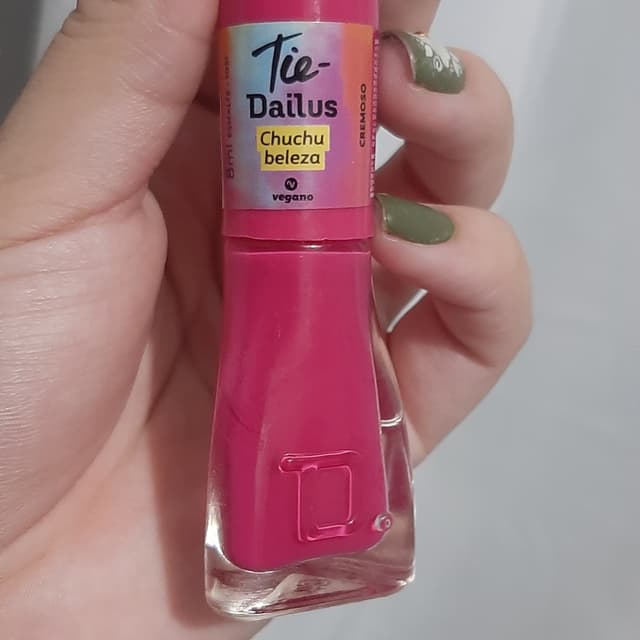 Tie-
Dailus
Chuchu
beleza
vegano
CREMOSO